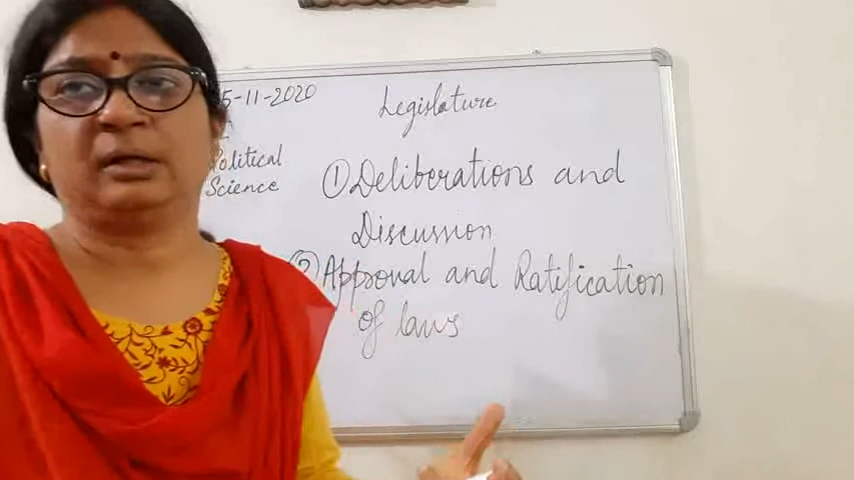 5-11-2020
Legislature
Political
Science
① Deliberations and
Discussion
② Approval and Ratification
of laws